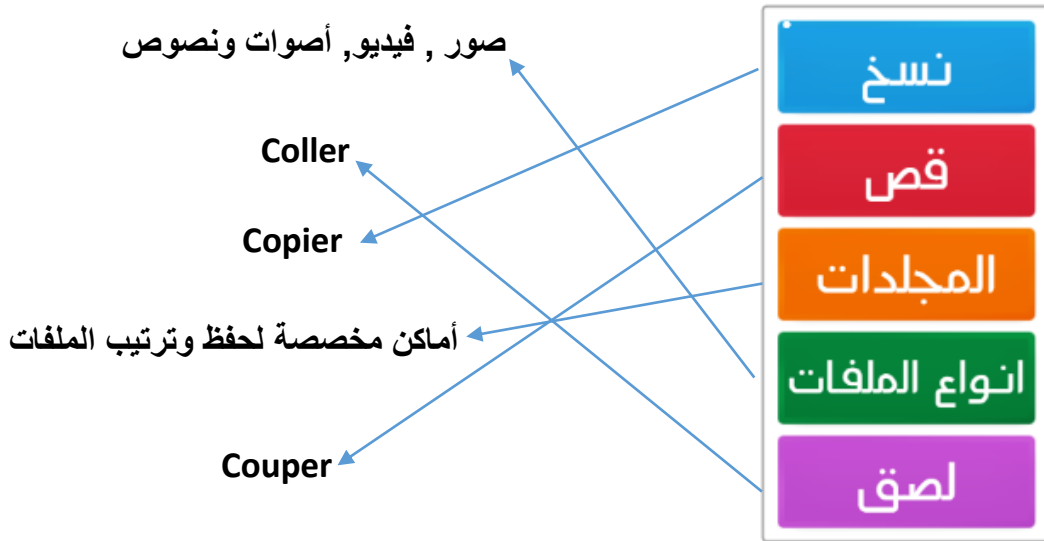 صور , فيديو, أصوات ونصوص
Coller
Copier
أماكن مخصصة لحفظ وترتيب الملفات
Couper
نسخ
قص
المجلدات
انواع الملفات
لصق